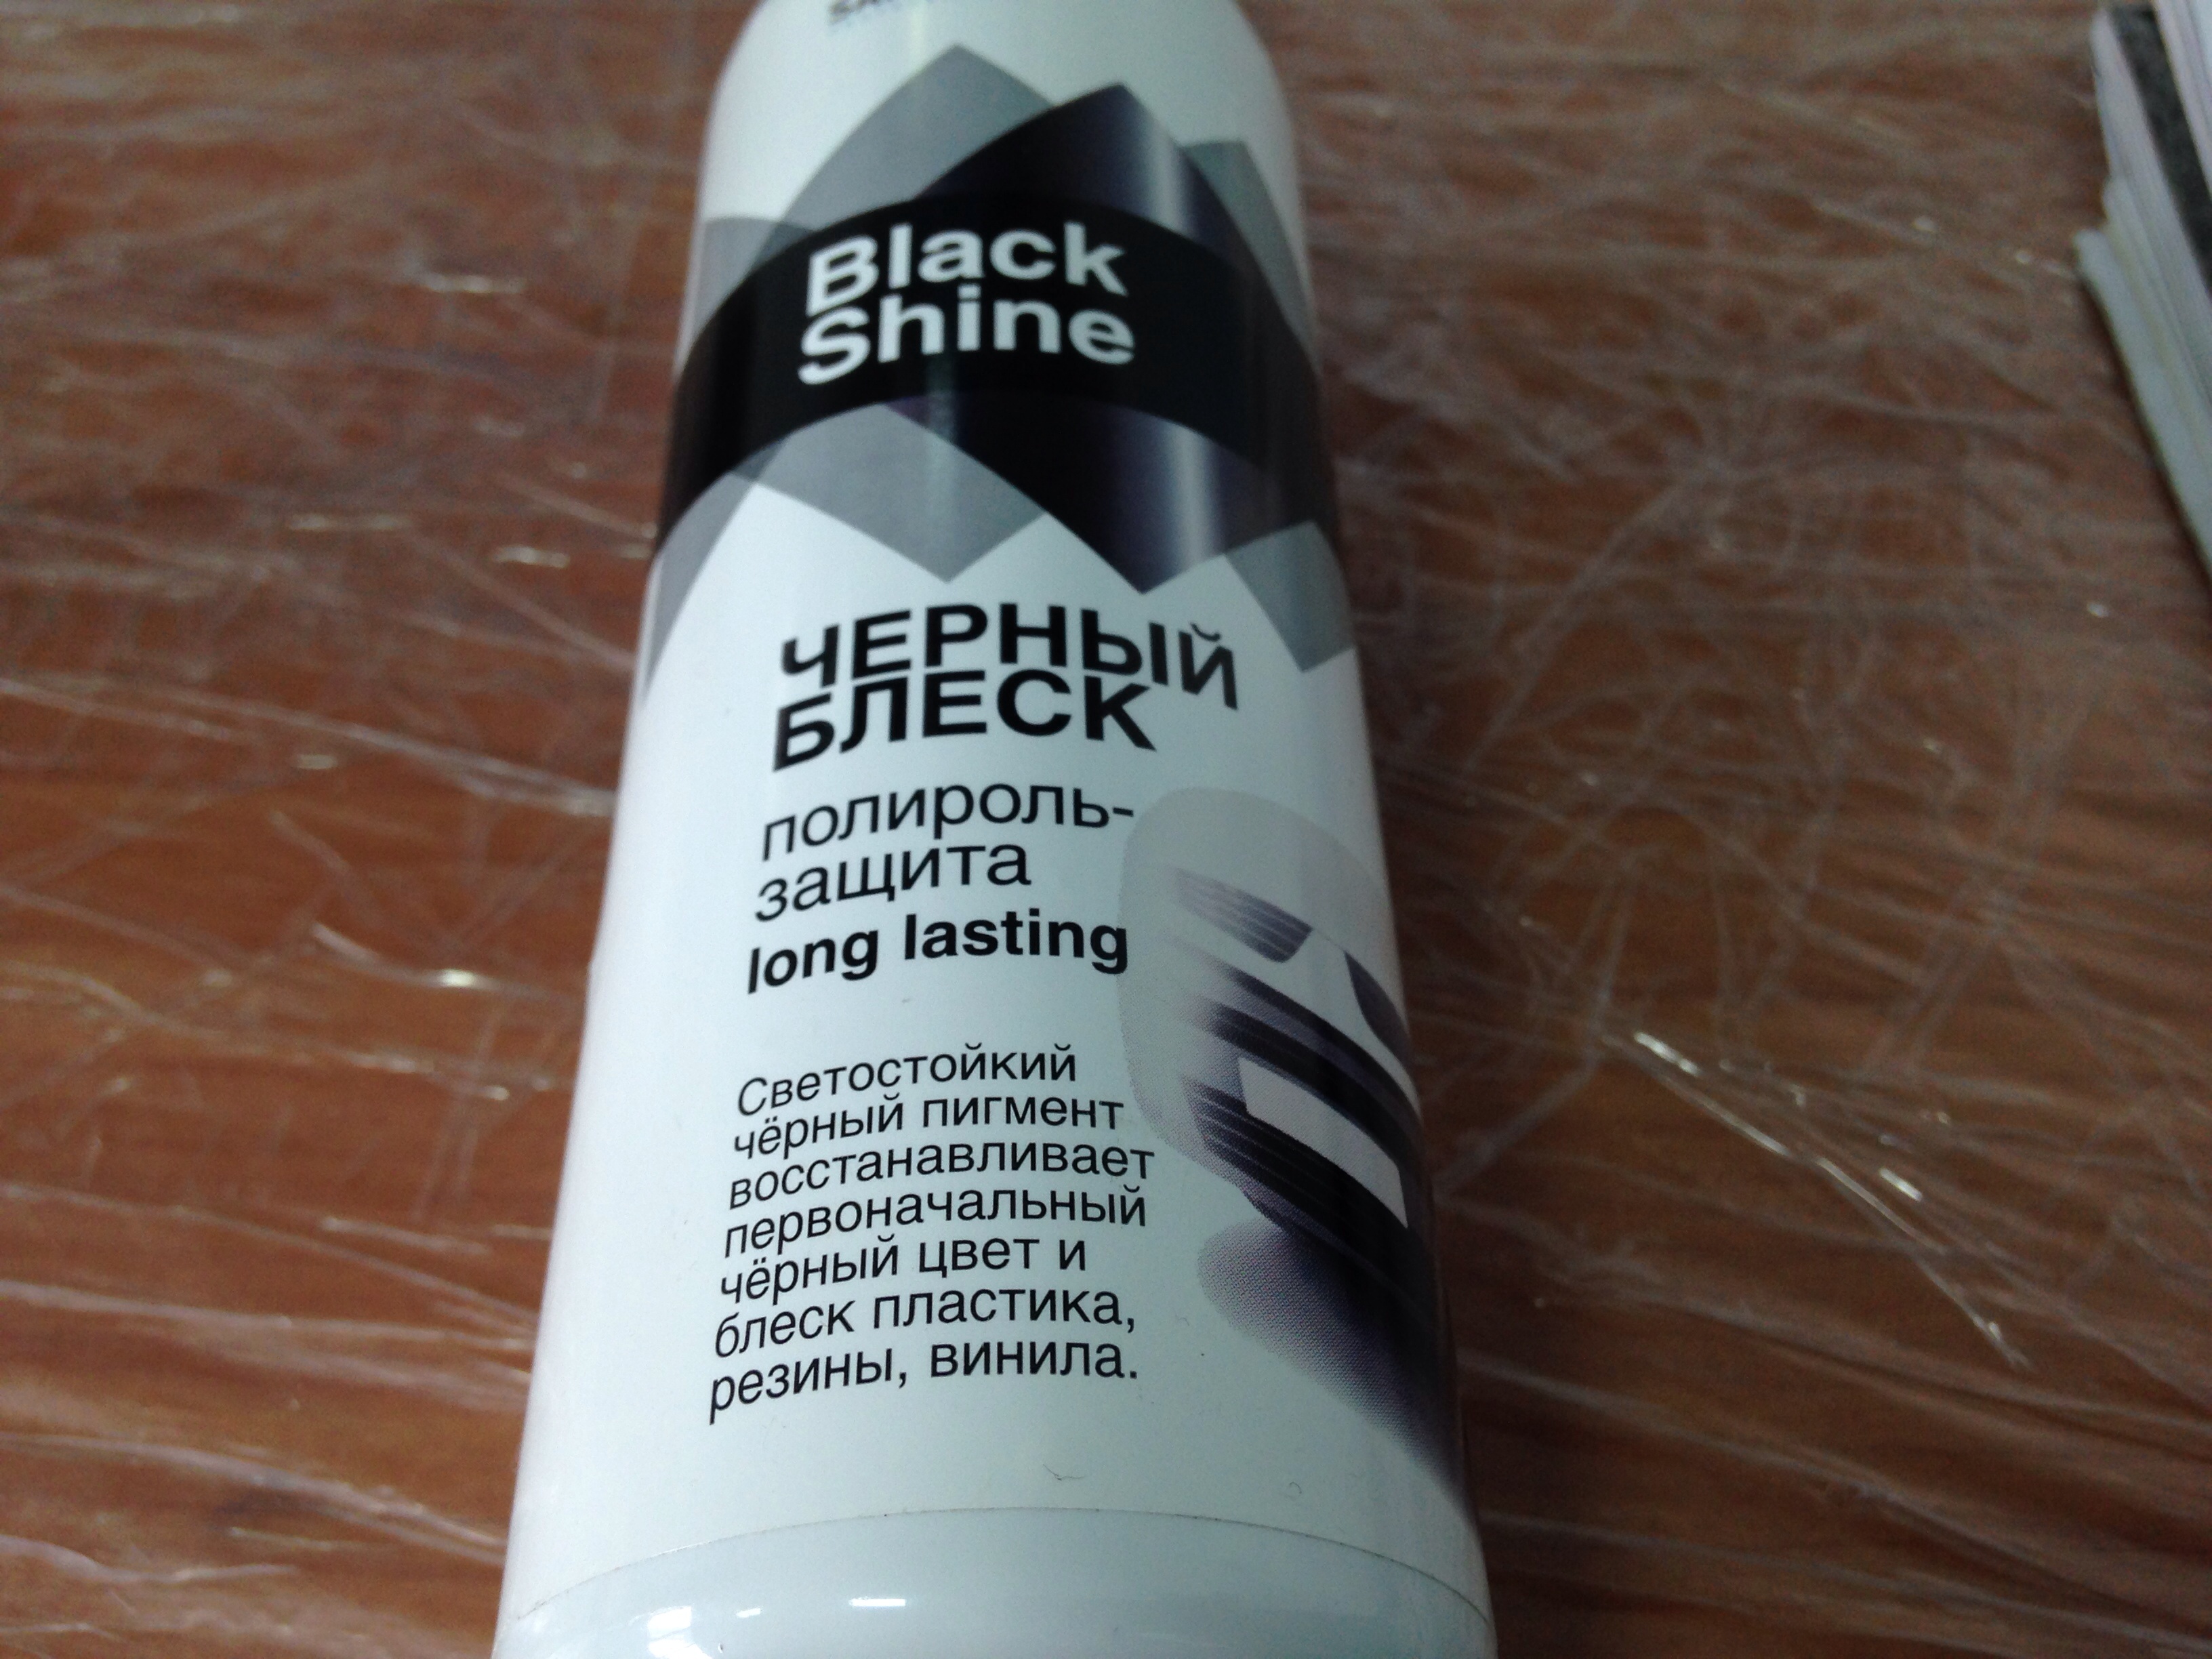 Black
Shine
ЧЕРНЫЙ
БЛЕСК
полироль-
защита
long lasting
Светостойкий
чёрный пигмент
восстанавливает
первоначальный
чёрный цвет и
блеск пластика,
резины, винила.